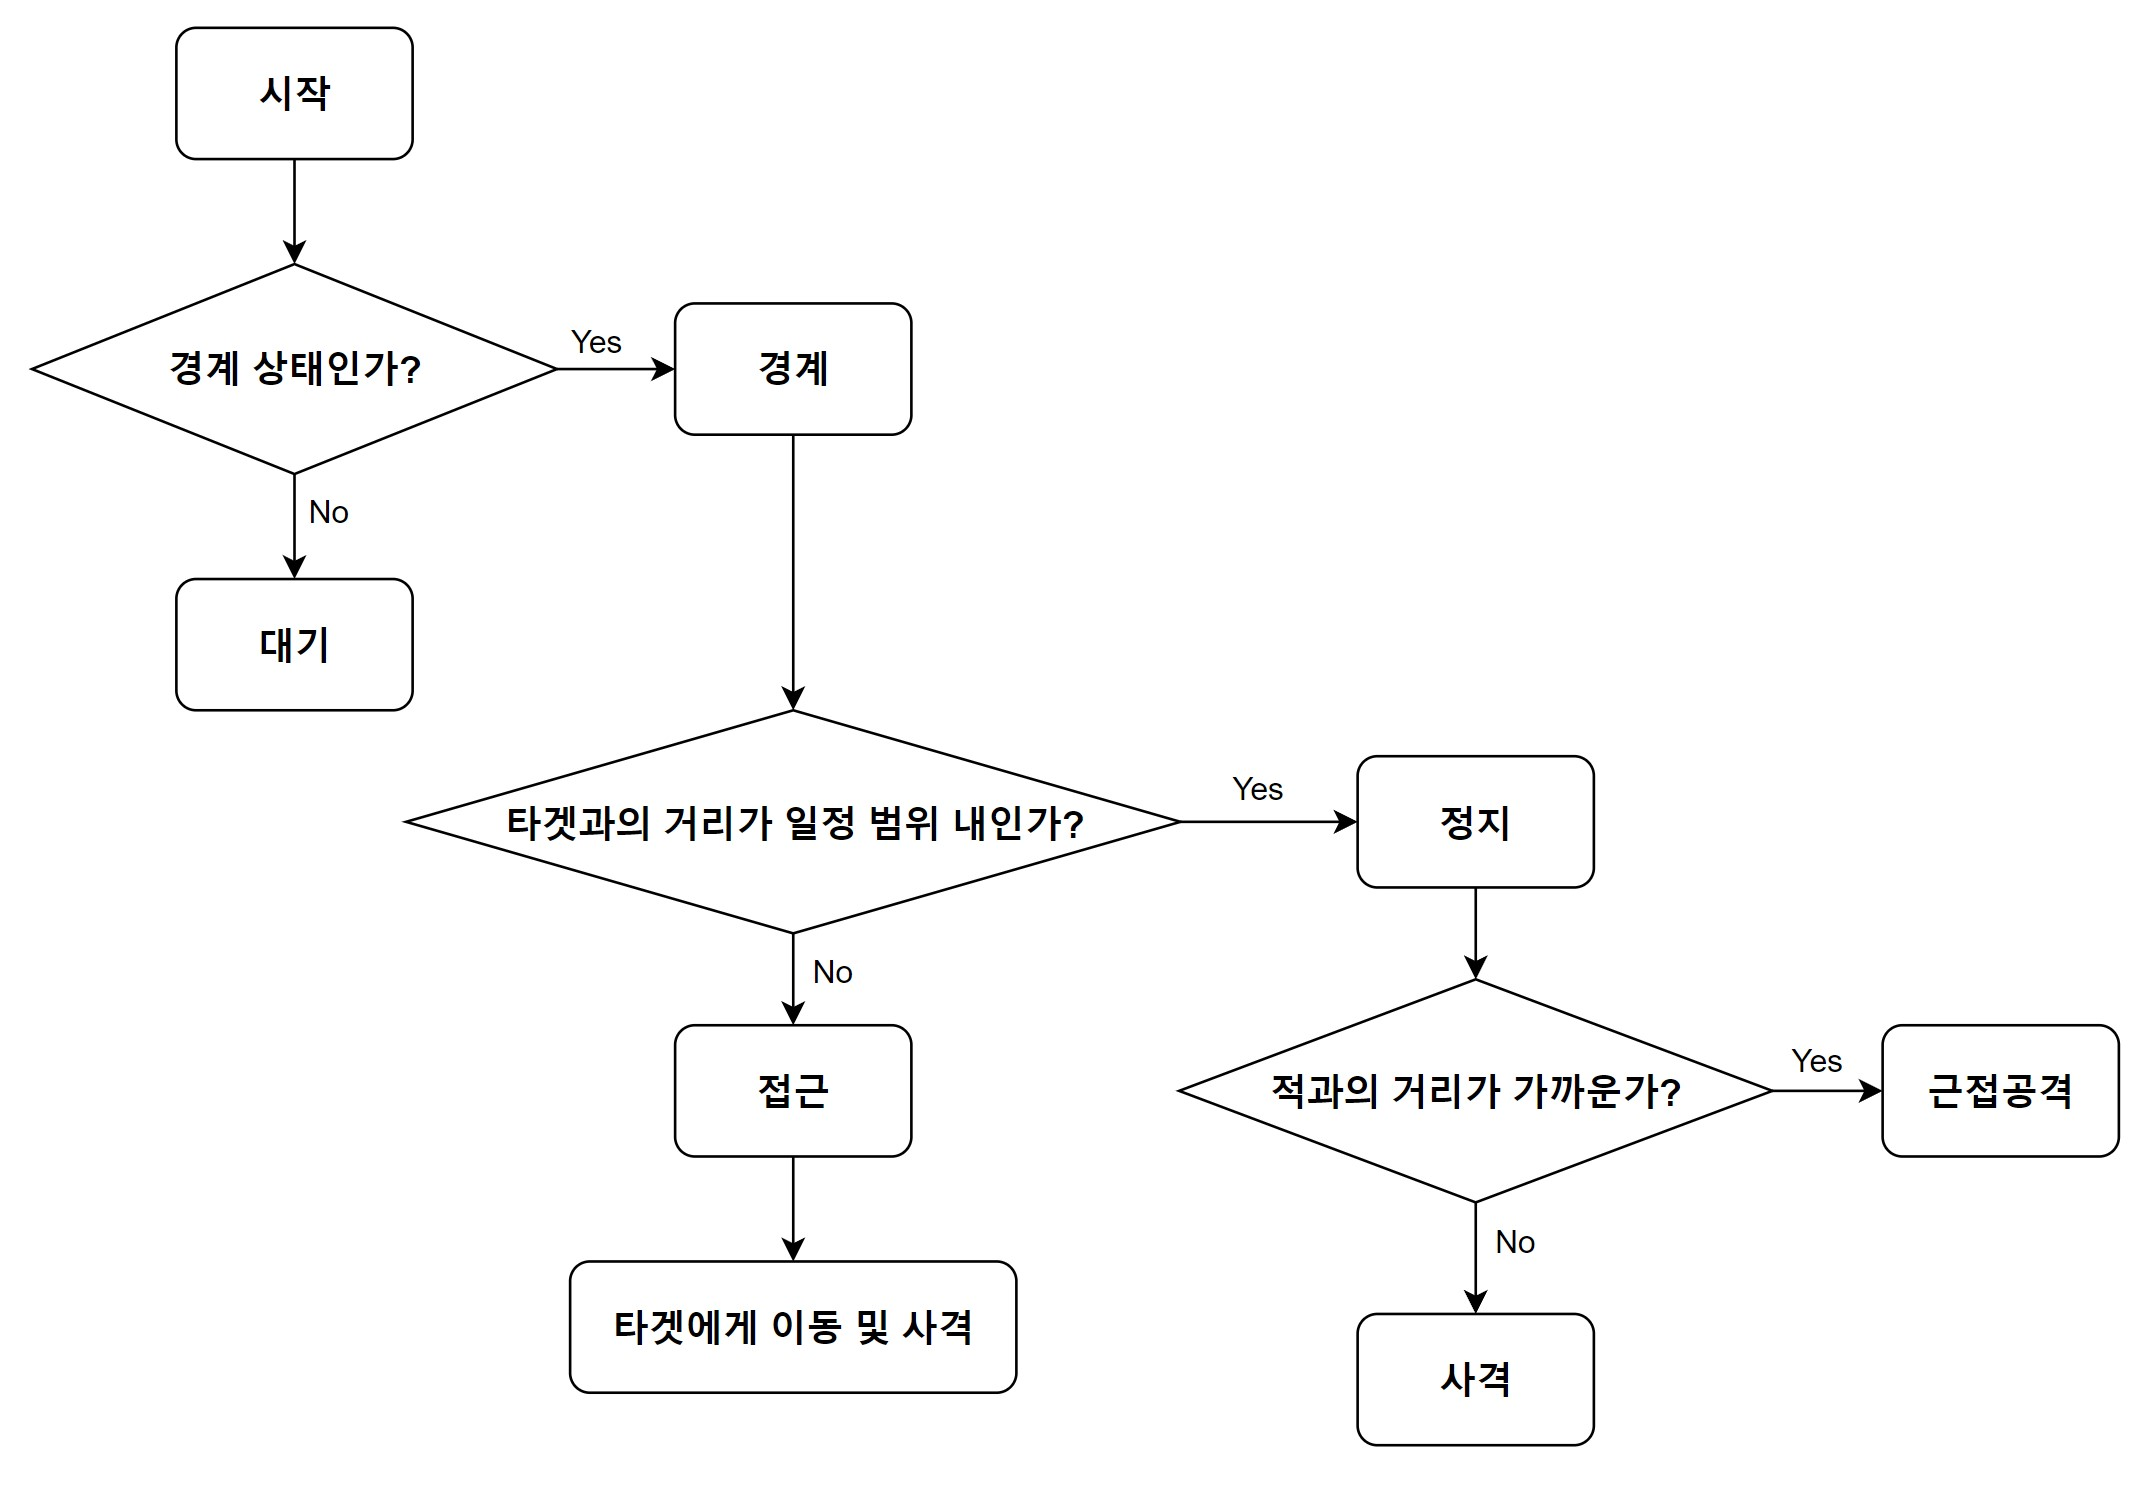 시작
경계 상태인가?
Yes
경계
No
대기
타겟과의 거리가 일정 범위 내인가?
Yes
정지
No
접근
적과의 거리가 가까운가?
Yes
근접공격
타겟에게 이동 및 사격
No
사격